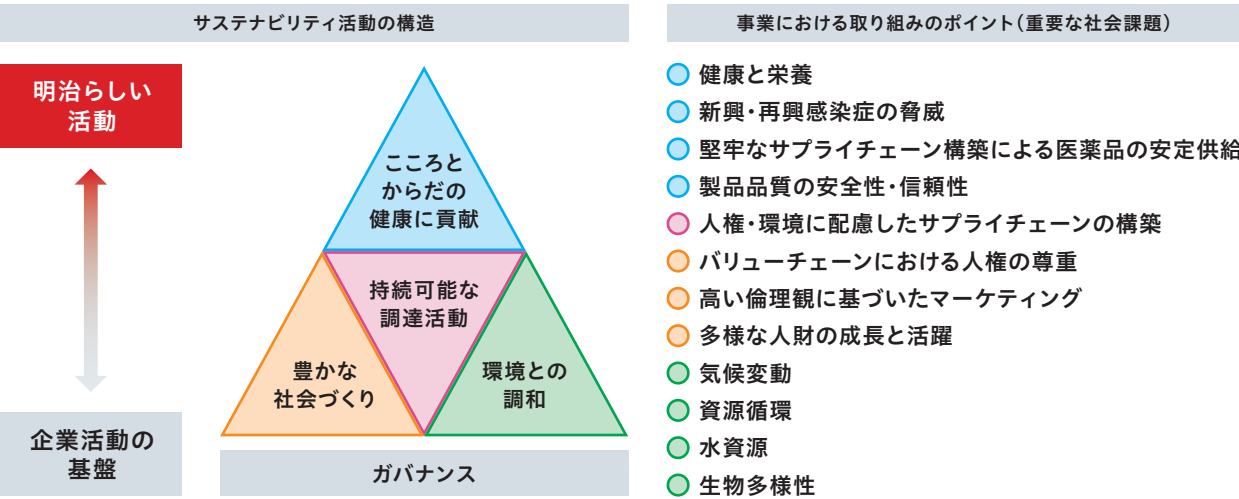 サステナビリティ活動の構造
明治らしい
活動
企業活動の
基盤
こころと
からだの
健康に貢献
持続可能な
調達活動
豊かな
社会づくり
環境との
調和
ガバナンス
事業における取り組みのポイント(重要な社会課題)
健康と栄養
新興・再興感染症の脅威
堅牢なサプライチェーン構築による医薬品の安定供給
製品品質の安全性・信頼性
人権・環境に配慮したサプライチェーンの構築
バリューチェーンにおける人権の尊重
高い倫理観に基づいたマーケティング
多様な人財の成長と活躍
気候変動
資源循環
水資源
生物多様性